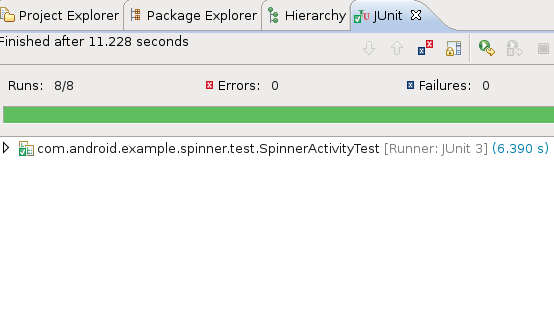 Project Explorer Package Explorer Hierarchy JUnit
Finished after 11.228 seconds
Runs: 8/8 Errors: 0 Failures: 0
com.android.example.spinner.test.SpinnerActivityTest [Runner: JUnit 3] (6.390 s)